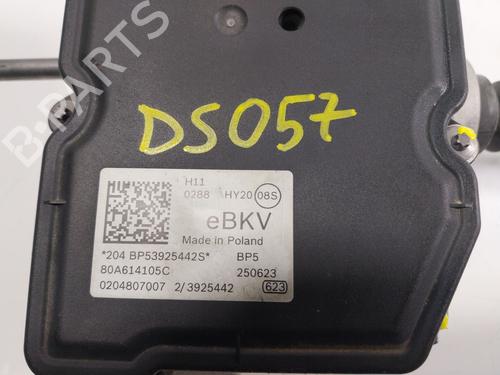 B-PARTS
DS057
H11
0288 HY20 08S
eBKV
Made in Poland
*204 BP53925442S* BP5
80A614105C 250623
0204807007 2/3925442 623